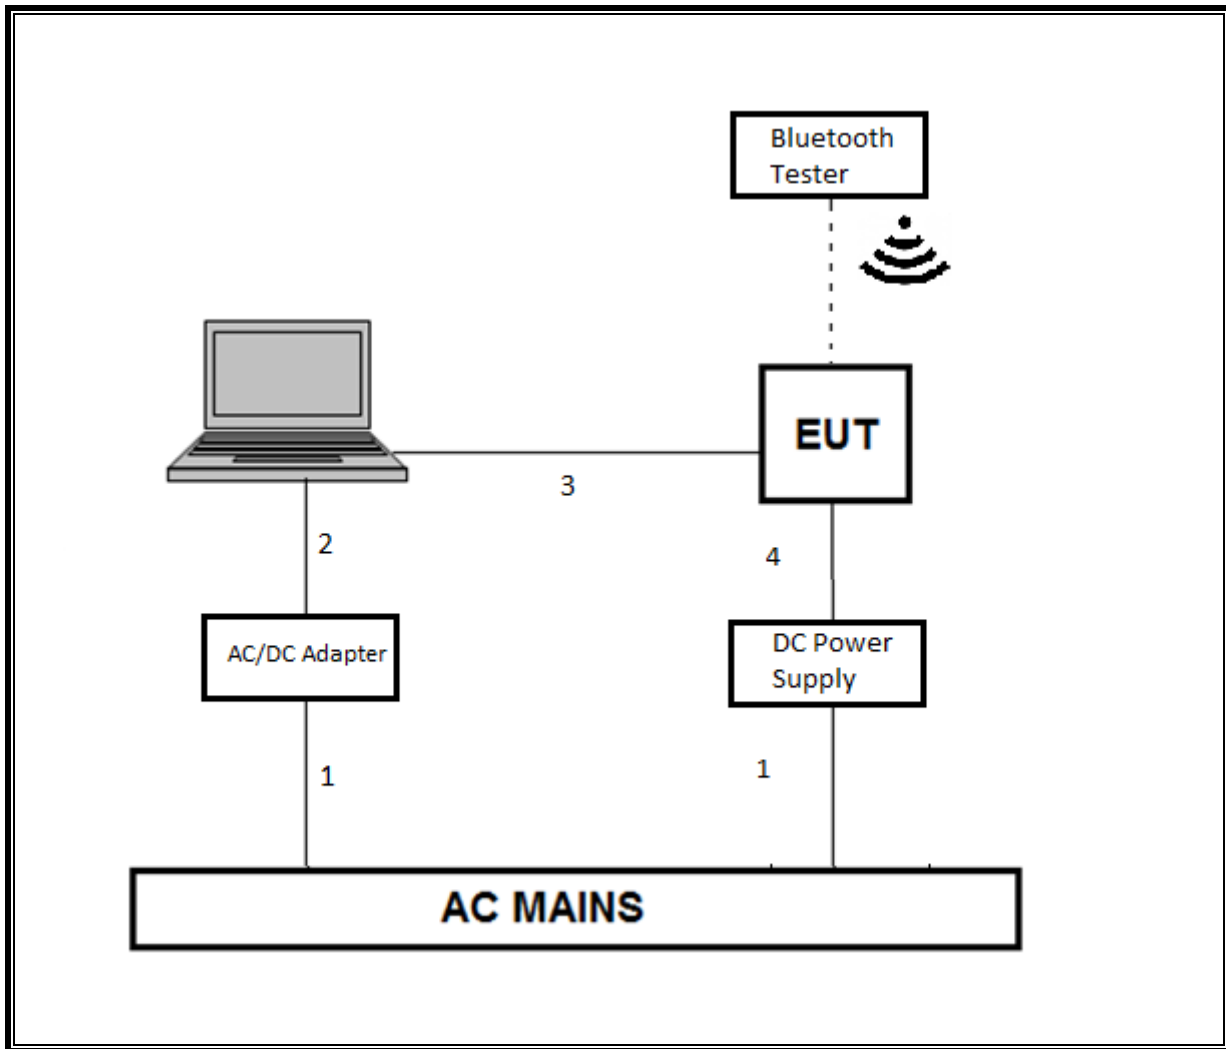 Bluetooth
Tester
EUT
3
2
4
AC/DC Adapter
DC Power
Supply
1
1
AC MAINS